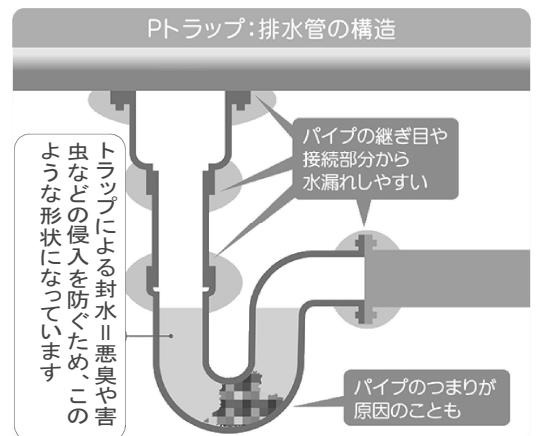 Pトラップ：排水管の構造
パイプの継ぎ目や
接続部分から
水漏れしやすい
トラップによる封水＝悪臭や害
虫などの侵入を防ぐため、この
ような形状になっています
パイプのつまりが
原因のことも